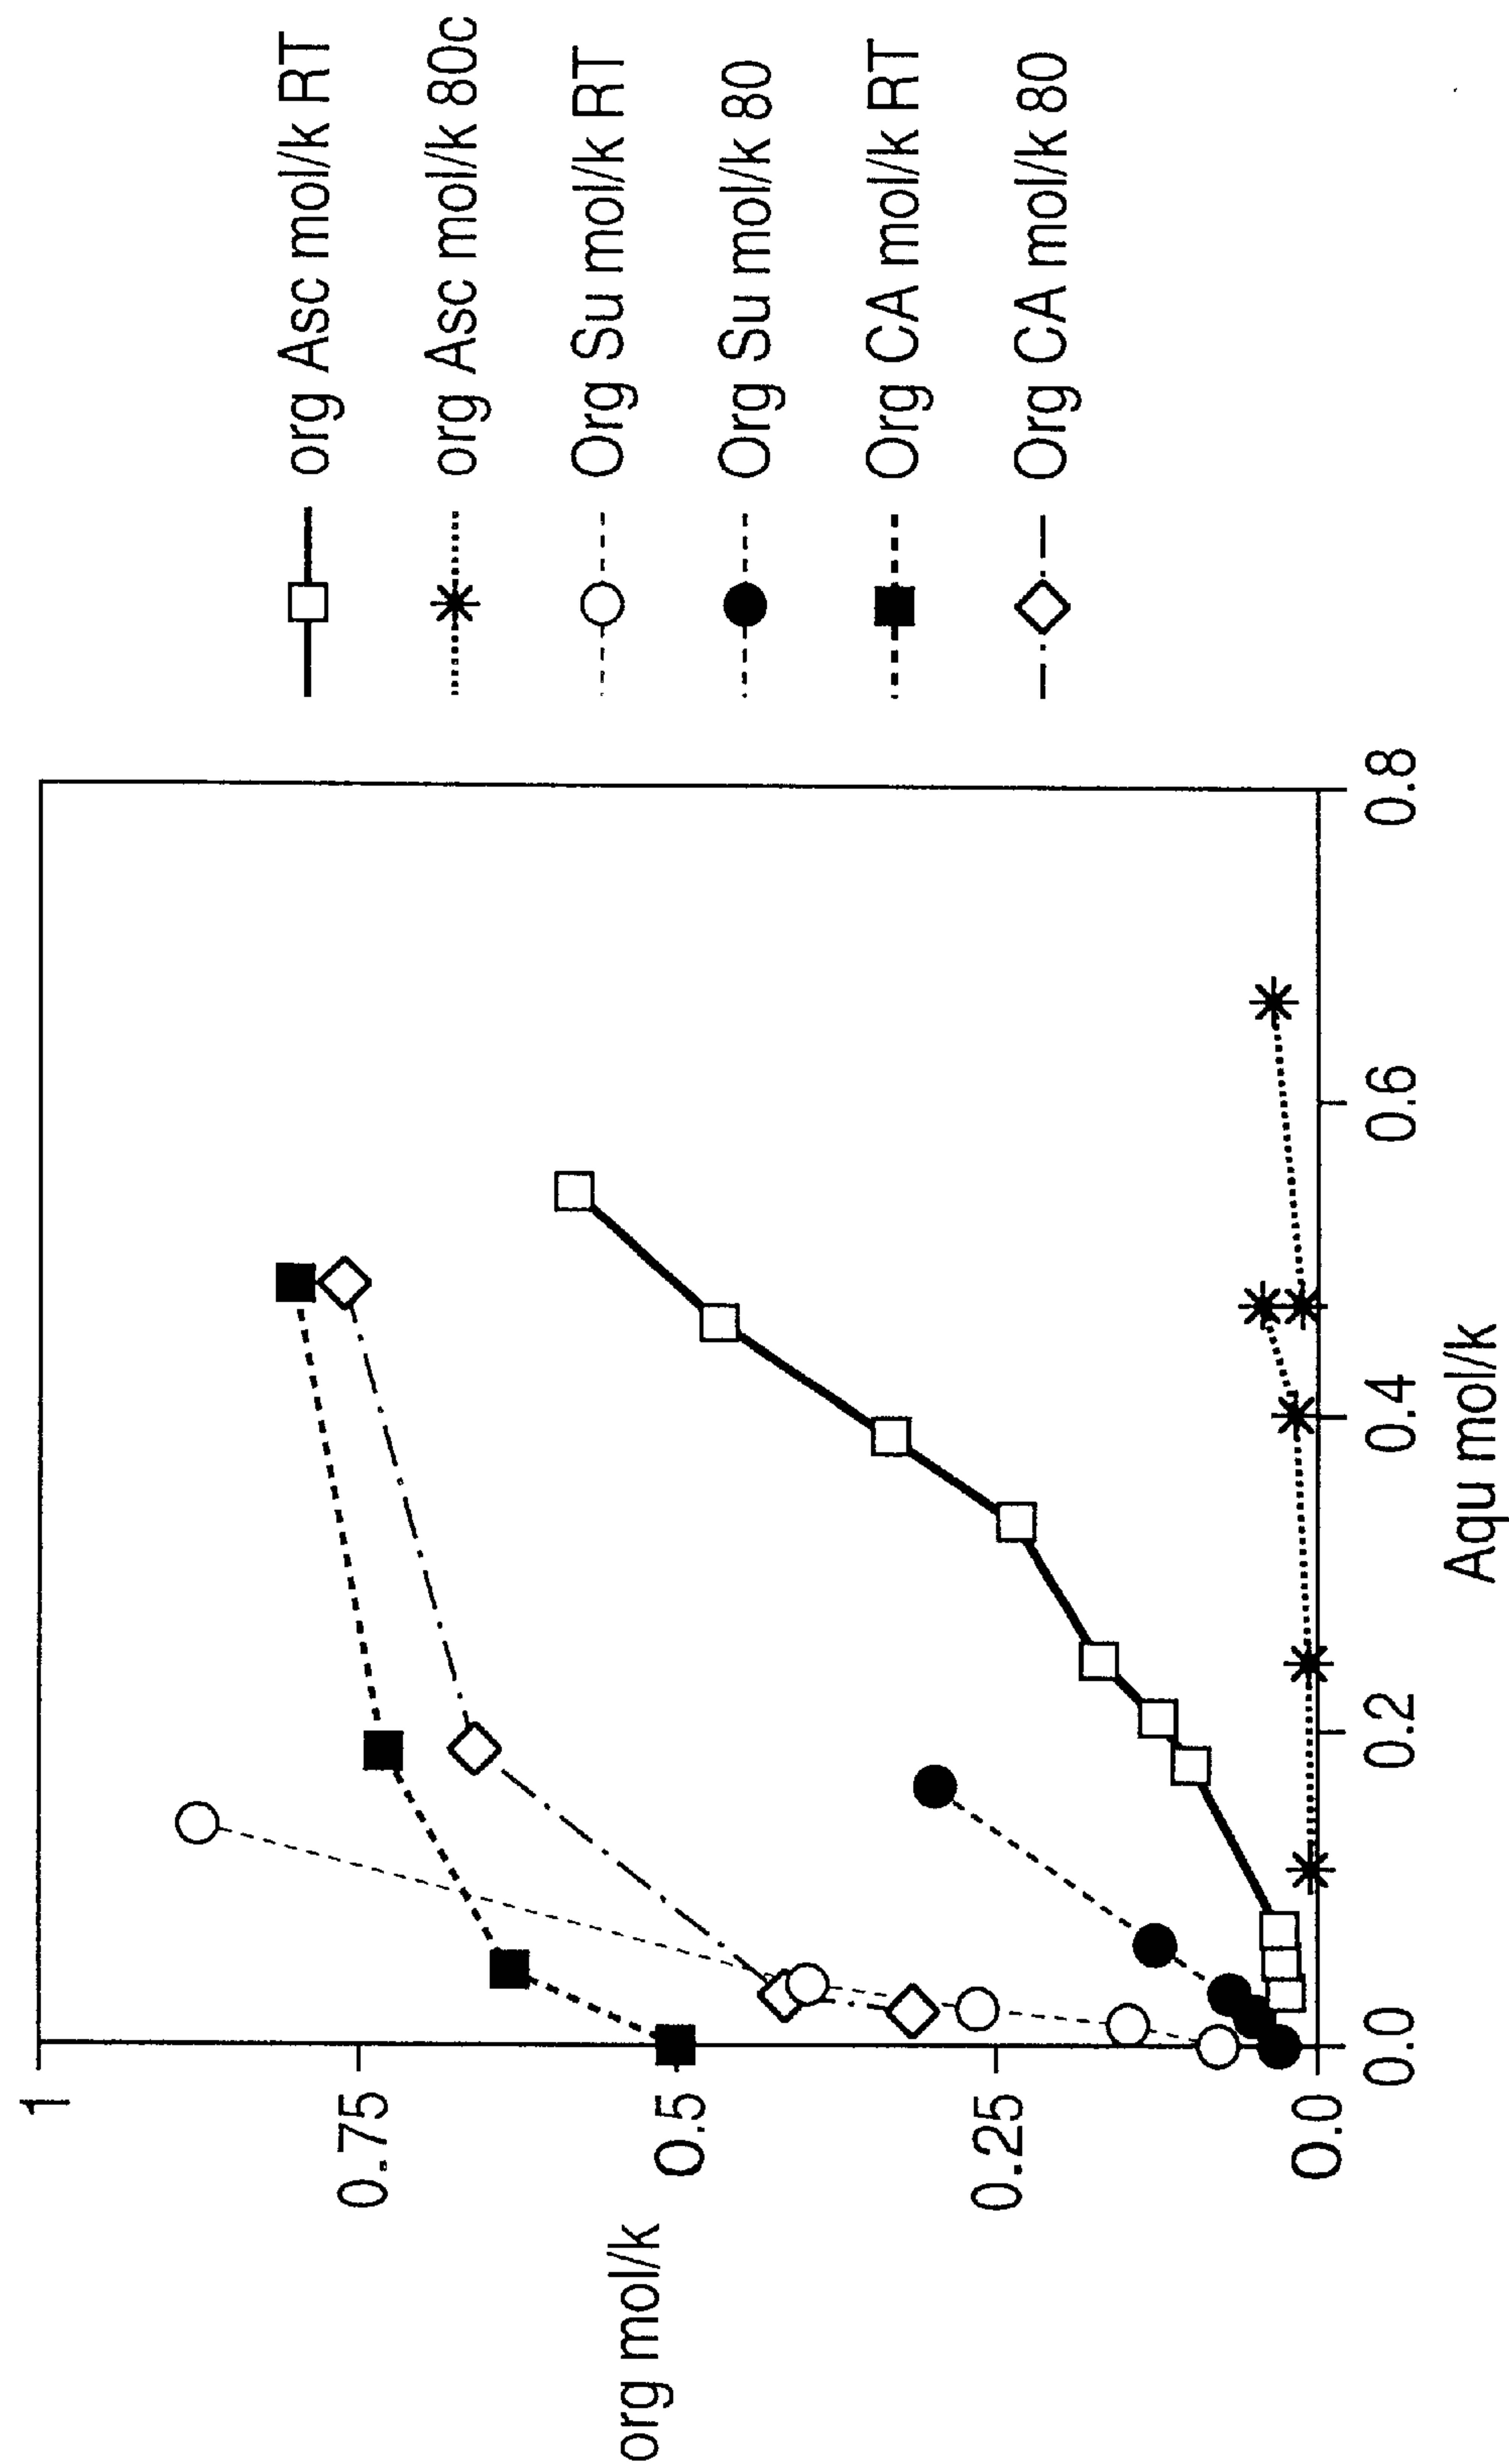 org mol/k
1
0.75
0.5
0.25
0.0
0.0
0.2
0.4
0.6
0.8
Aqu mol/k
org Asc mol/k RT
org Asc mol/k 80c
Org Su mol/k RT
Org Su mol/k 80
Org CA mol/k RT
Org CA mol/k 80